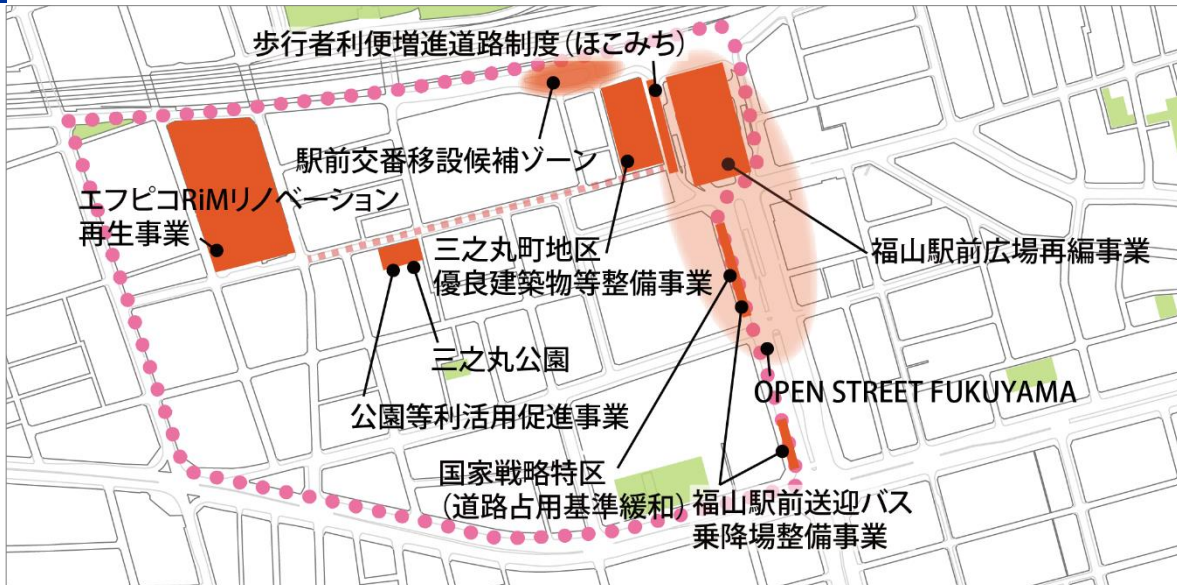 歩行者利便増進道路制度(ほこみち)
駅前交番移設候補ゾーン
エフピコRiMリノベーション
再生事業
三之丸町地区
優良建築物等整備事業
福山駅前広場再編事業
三之丸公園
OPEN STREET FUKUYAMA
公園等利活用促進事業
国家戦略特区
(道路占用基準緩和)
福山駅前送迎バス
乗降場整備事業